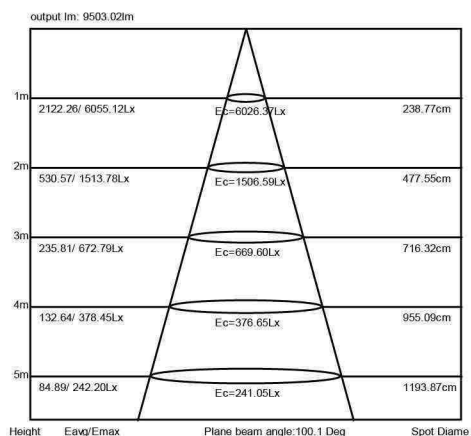 output lm: 9503.02lm
1m
2122.26/ 6055.12Lx
Ec=6026.37Lx
238.77cm
2m
530.57/ 1513.78Lx
Ec=1506.59Lx
477.55cm
3m
235.81/ 672.79Lx
Ec=669.60Lx
716.32cm
4m
132.64/ 378.45Lx
Ec=376.65Lx
955.09cm
5m
84.89/ 242.20Lx
Ec=241.05Lx
1193.87cm
Height Eavg/Emax Plane beam angle:100.1 Deg Spot Diame